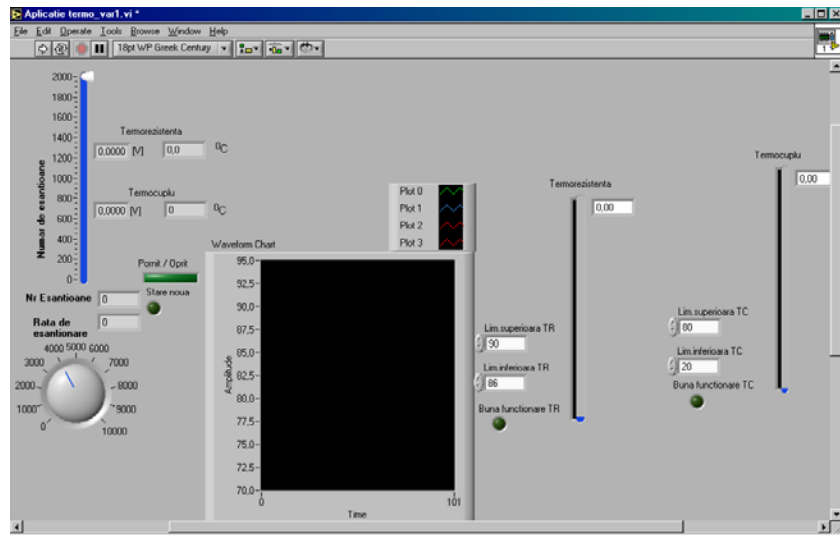 Aplicatie termo_var1.vi *
File Edit Operate Tools Browse Window Help
18pt WP Greek Century
1
2000
1800
1600
1400
1200
1000
800
600
400
200
0
Numar de esantioane
Termorezistenta
0,0000 [V] 0,0 ⁰C
Termocuplu
0,0000 [V] 0 ⁰C
Pornit / Oprit
Stare noua
Nr Esantioane 0
Rata de
esantionare
0
4000 5000 6000
3000 7000
2000 8000
1000 9000
0 10000
Plot 0
Plot 1
Plot 2
Plot 3
Waveform Chart
95,0
92,5
90,0
87,5
85,0
82,5
80,0
77,5
75,0
72,5
70,0
Amplitude
0 101
Time
Termorezistenta
0,00
Lim.superioara TR
90
Lim.inferioara TR
86
Buna functionare TR
Termocuplu
0,00
Lim.superioara TC
80
Lim.inferioara TC
20
Buna functionare TC